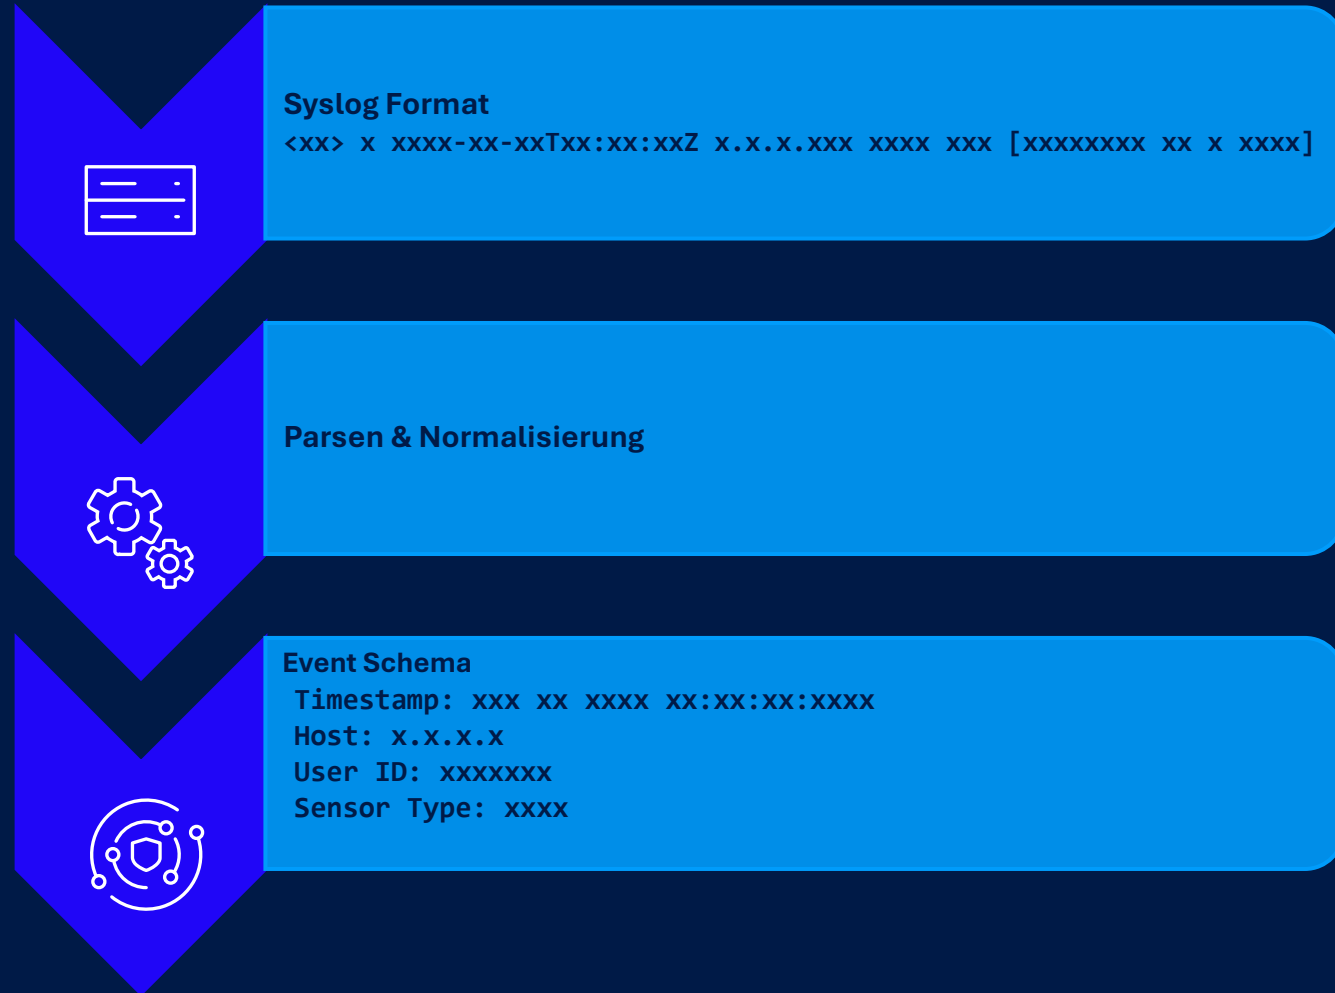 Syslog Format
<xx> x xxxx-xx-xxTxx:xx:xxZ x.x.x.xxx xxxx xxx [xxxxxxxx xx x xxxx]
Parsen & Normalisierung
Event Schema
Timestamp: xxx xx xxxx xx:xx:xx:xxxx
Host: x.x.x.x
User ID: xxxxxxx
Sensor Type: xxxx